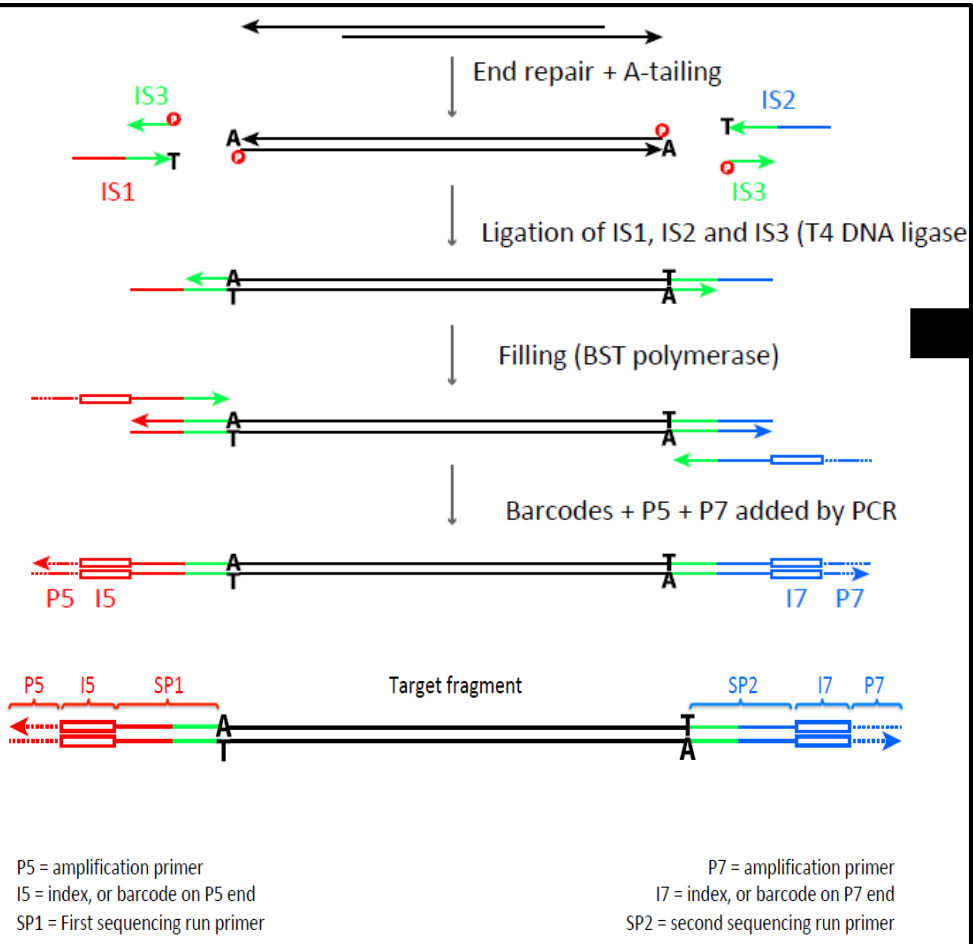 End repair + A-tailing
IS3
IS2
P
P
A
T
T
A
P
P
IS1
IS3
Ligation of IS1, IS2 and IS3 (T4 DNA ligase
A
T
T
A
Filling (BST polymerase)
A
T
T
A
Barcodes + P5 + P7 added by PCR
A
T
T
A
P5 I5
I7 P7
P5 I5 SP1 Target fragment SP2 I7 P7
A
T
T
A
P5 = amplification primer
P7 = amplification primer
I5 = index, or barcode on P5 end
I7 = index, or barcode on P7 end
SP1 = First sequencing run primer
SP2 = second sequencing run primer